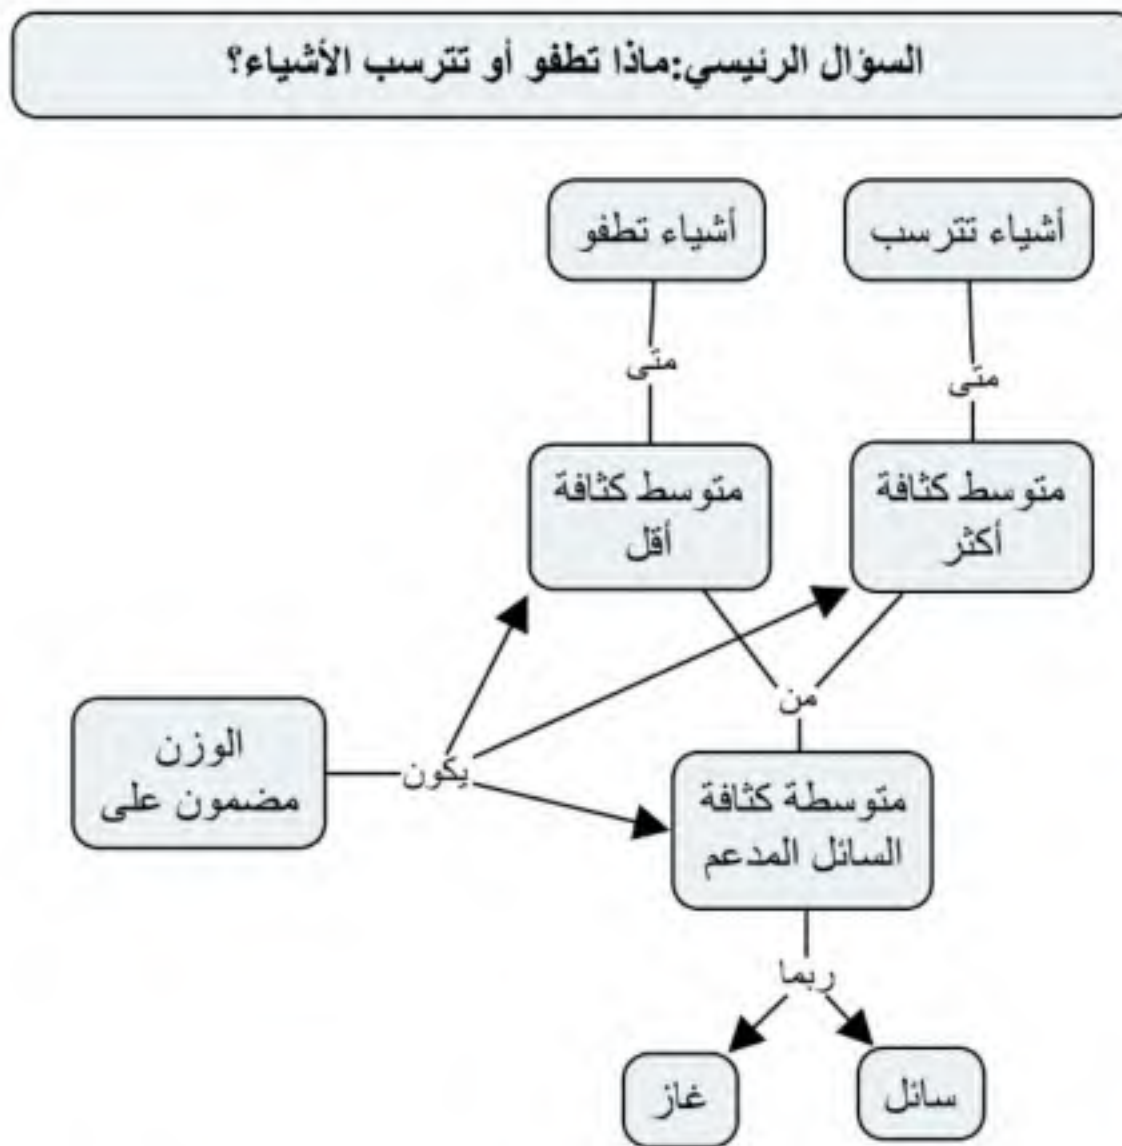 السؤال الرئيسي:ماذا تطفو أو تترسب الأشياء؟
أشياء تترسب
أشياء تطفو
متى
متى
متوسط كثافة
أكثر
متوسط كثافة
أقل
من
الوزن
مضمون على
يكون
متوسطة كثافة
السائل المدعم
ربما
سائل
غاز